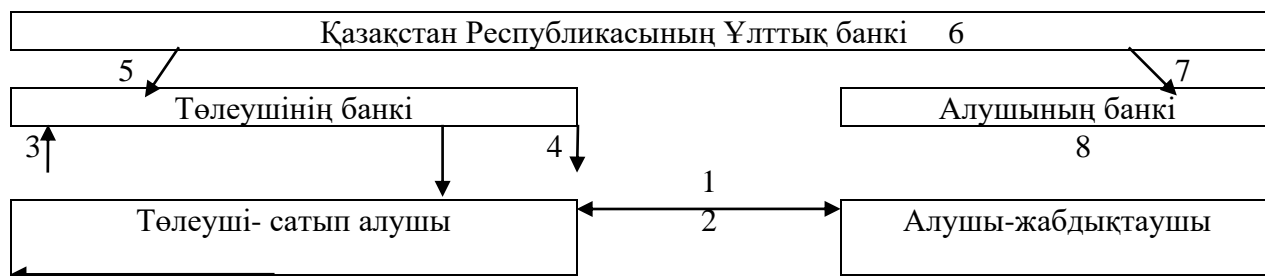 Қазақстан Республикасының Ұлттық банкі 6
5 7
Төлеушінің банкі Алушының банкі
3 4 8
1
Төлеуші- сатып алушы 2 Алушы-жабдықтаушы